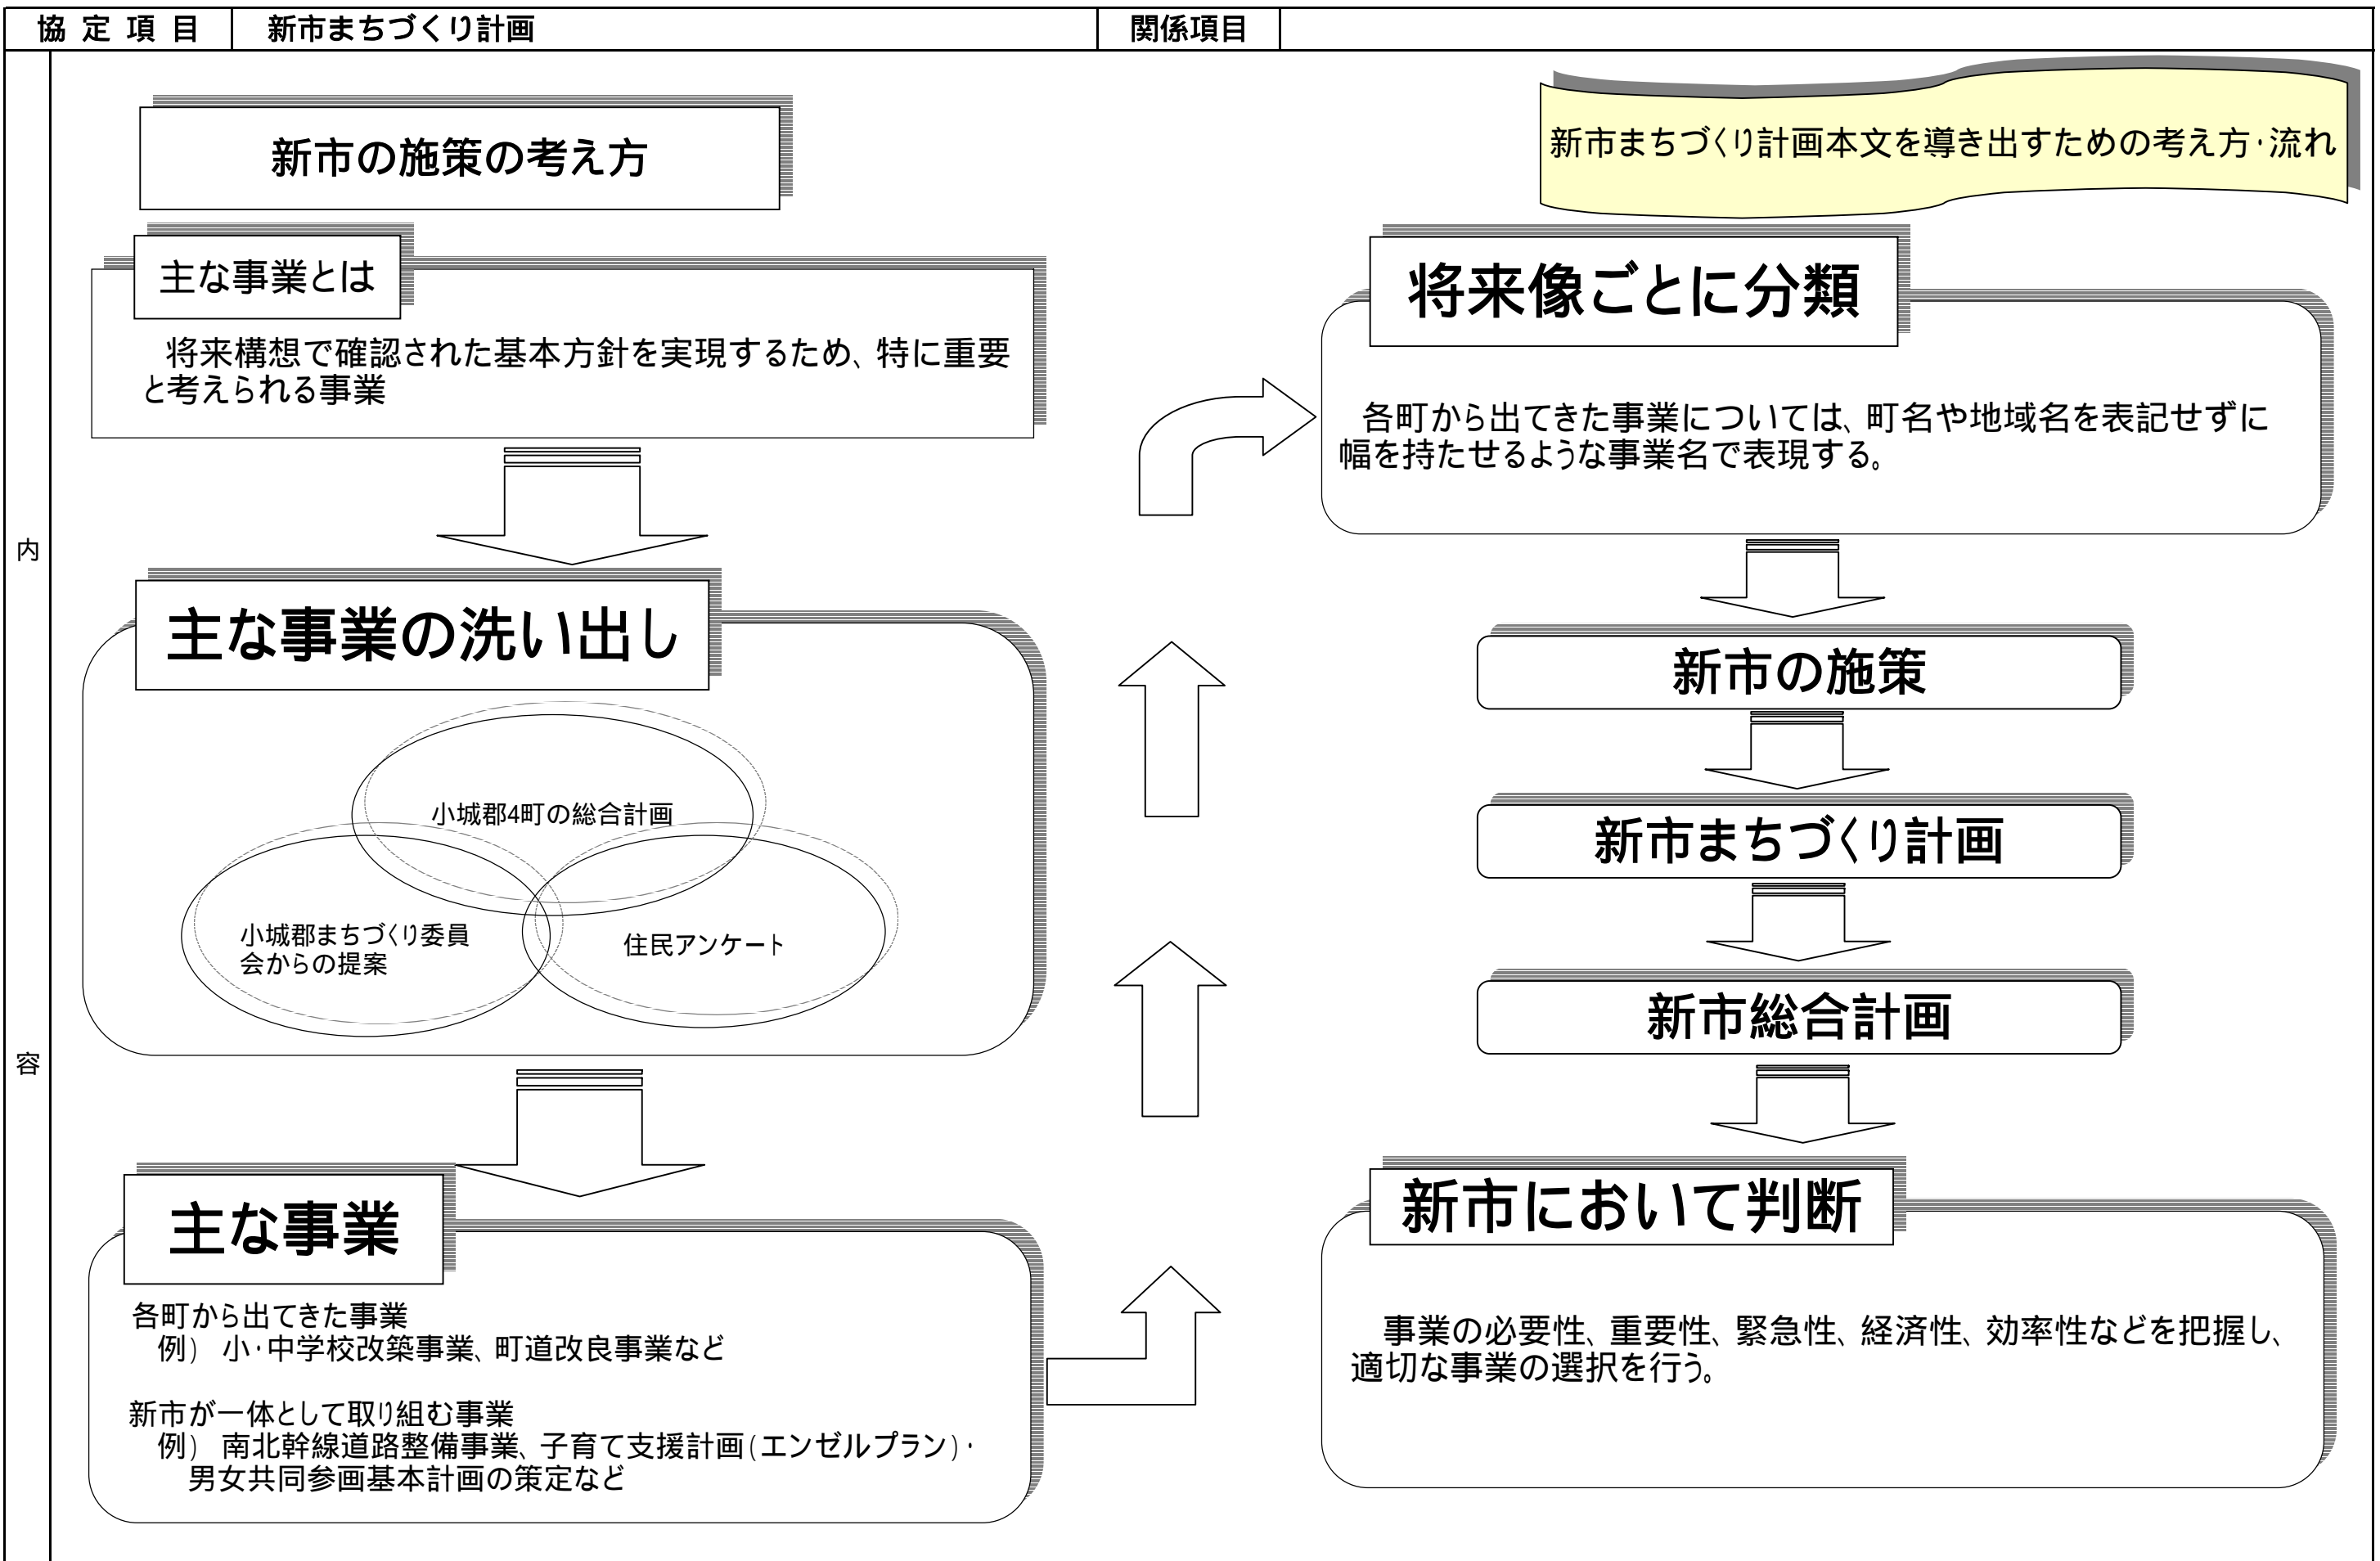 協 定 項 目
新市まちづくり計画
関係項目
内
容
新市の施策の考え方
新市まちづくり計画本文を導き出すための考え方・流れ
主な事業とは
将来構想で確認された基本方針を実現するため、特に重要
と考えられる事業
主な事業の洗い出し
小城郡4町の総合計画
小城郡まちづくり委員
会からの提案
住民アンケート
主な事業
各町から出てきた事業
例） 小・中学校改築事業、町道改良事業など
新市が一体として取り組む事業
例） 南北幹線道路整備事業、子育て支援計画（エンゼルプラン）・
男女共同参画基本計画の策定など
将来像ごとに分類
各町から出てきた事業については、町名や地域名を表記せずに
幅を持たせるような事業名で表現する。
新市の施策
新市まちづくり計画
新市総合計画
新市において判断
事業の必要性、重要性、緊急性、経済性、効率性などを把握し、
適切な事業の選択を行う。